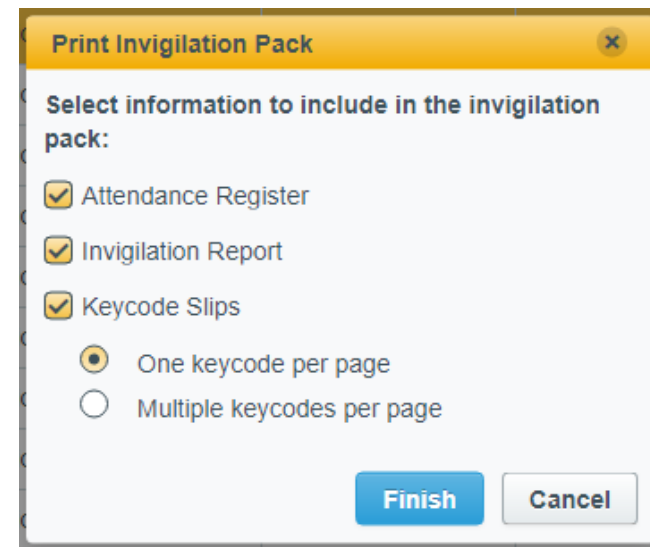 Print Invigilation Pack
Select information to include in the invigilation
pack:
Attendance Register
Invigilation Report
Keycode Slips
One keycode per page
Multiple keycodes per page
Finish Cancel